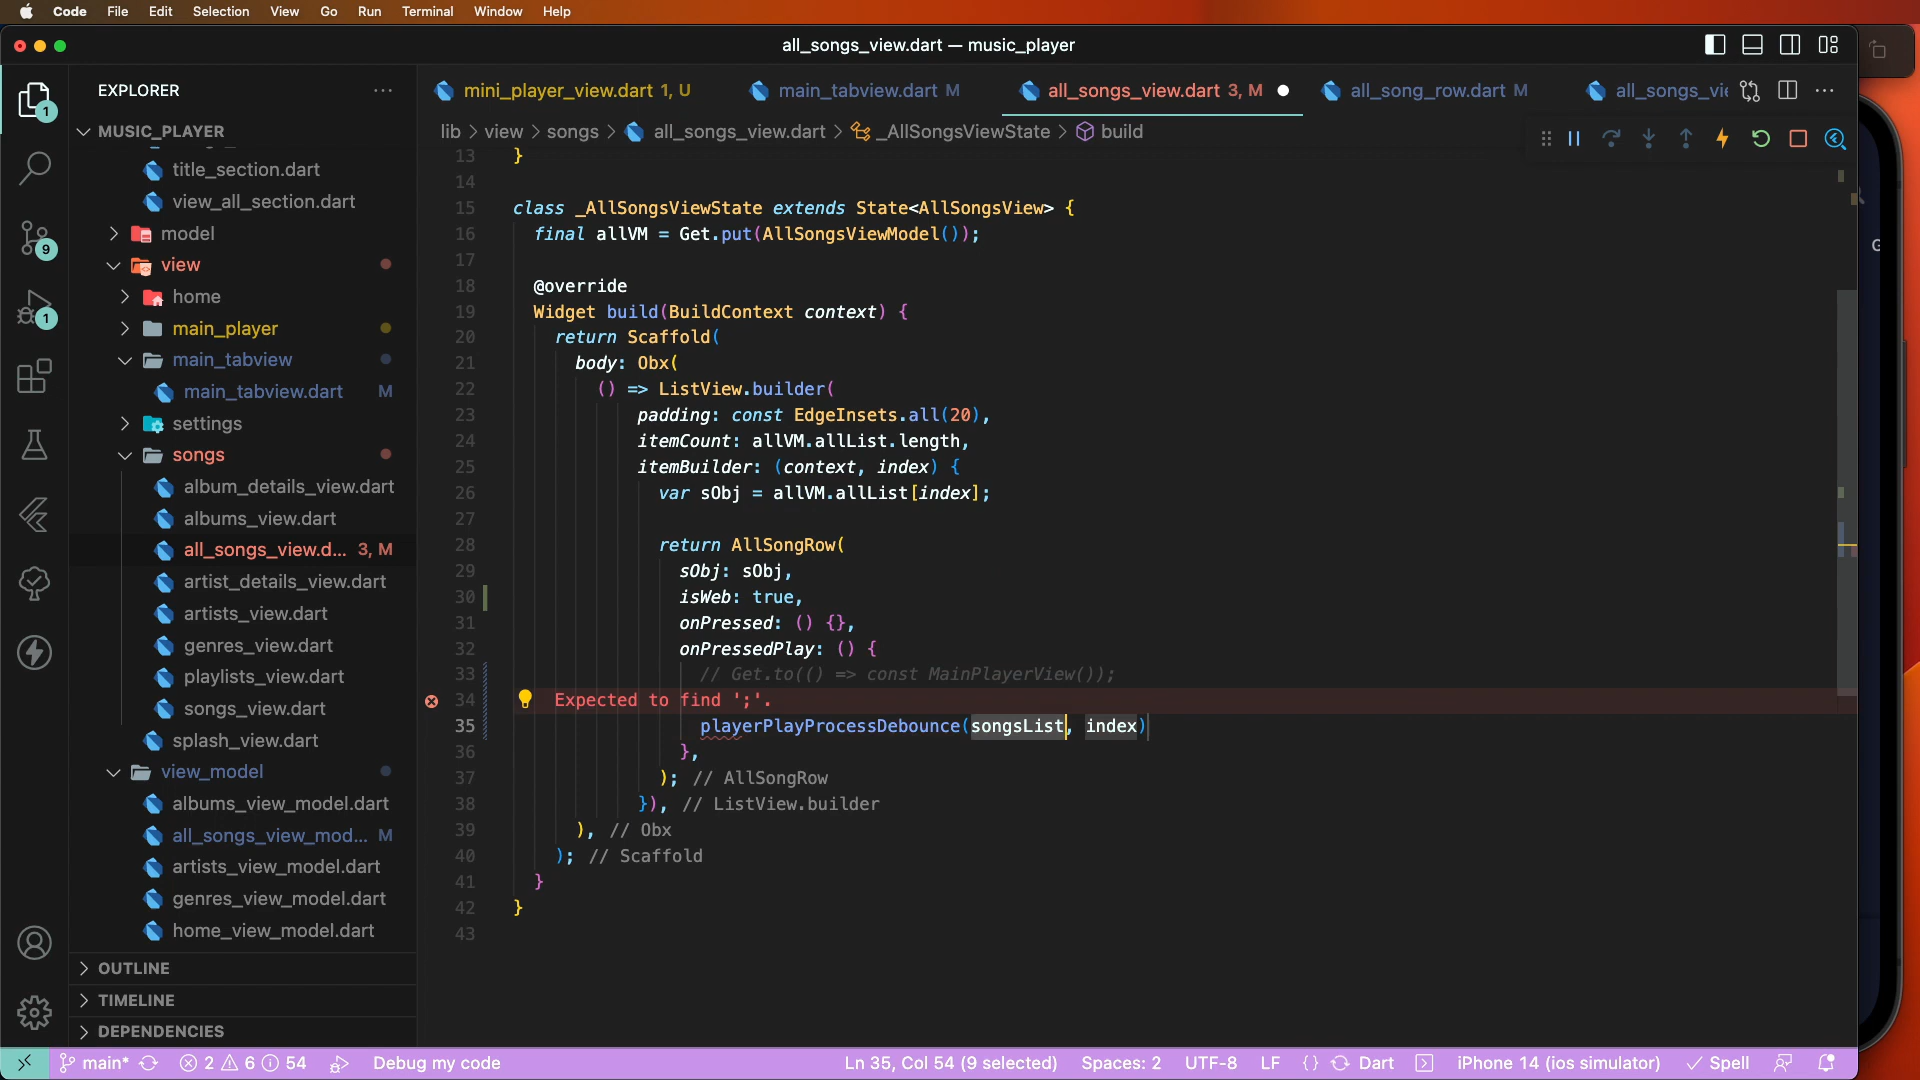 Code File Edit Selection View Go Run Terminal Window Help
all_songs_view.dart — music_player
EXPLORER
mini_player_view.dart 1, U
main_tabview.dart M
all_songs_view.dart 3, M
all_song_row.dart M
all_songs_vi
lib > view > songs > all_songs_view.dart > _AllSongsViewState > build
MUSIC_PLAYER
title_section.dart
view_all_section.dart
model
view
home
main_player
main_tabview
main_tabview.dart M
settings
songs
album_details_view.dart
albums_view.dart
all_songs_view.d... 3, M
artist_details_view.dart
artists_view.dart
genres_view.dart
playlists_view.dart
songs_view.dart
splash_view.dart
view_model
albums_view_model.dart
all_songs_view_mod... M
artists_view_model.dart
genres_view_model.dart
home_view_model.dart
OUTLINE
TIMELINE
DEPENDENCIES
1
9
1
13 }
14
15 class _AllSongsViewState extends State<AllSongsView> {
16 final allVM = Get.put(AllSongsViewModel());
17
18 @override
19 Widget build(BuildContext context) {
20 return Scaffold(
21 body: Obx(
22 () => ListView.builder(
23 padding: const EdgeInsets.all(20),
24 itemCount: allVM.allList.length,
25 itemBuilder: (context, index) {
26 var sObj = allVM.allList[index];
27
28 return AllSongRow(
29 sObj: sObj,
30 isWeb: true,
31 onPressed: () {},
32 onPressedPlay: () {
33 // Get.to(() => const MainPlayerView());
34 Expected to find ';'.
35 playerPlayProcessDebounce(songsList, index)
36 },
37 ); // AllSongRow
38 }), // ListView.builder
39 ), // Obx
40 ); // Scaffold
41 }
42 }
43
G
main* 2 6 54 Debug my code Ln 35, Col 54 (9 selected) Spaces: 2 UTF-8 LF {} Dart iPhone 14 (ios simulator) Spell